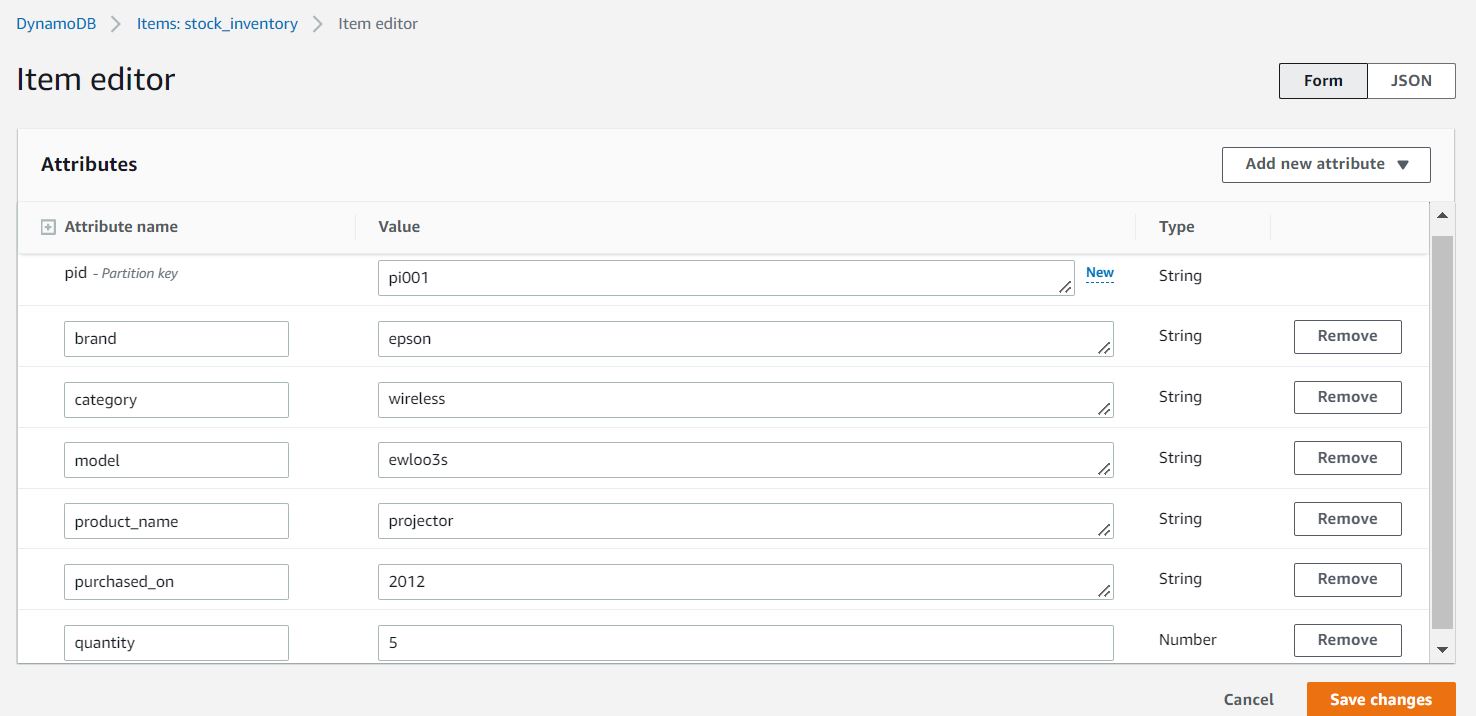 DynamoDB > Items: stock_inventory > Item editor
Item editor
Form JSON
Attributes
Add new attribute ▼
Attribute name Value Type
pid - Partition key pi001 New String
brand epson String Remove
category wireless String Remove
model ewloo3s String Remove
product_name projector String Remove
purchased_on 2012 String Remove
quantity 5 Number Remove
Cancel Save changes